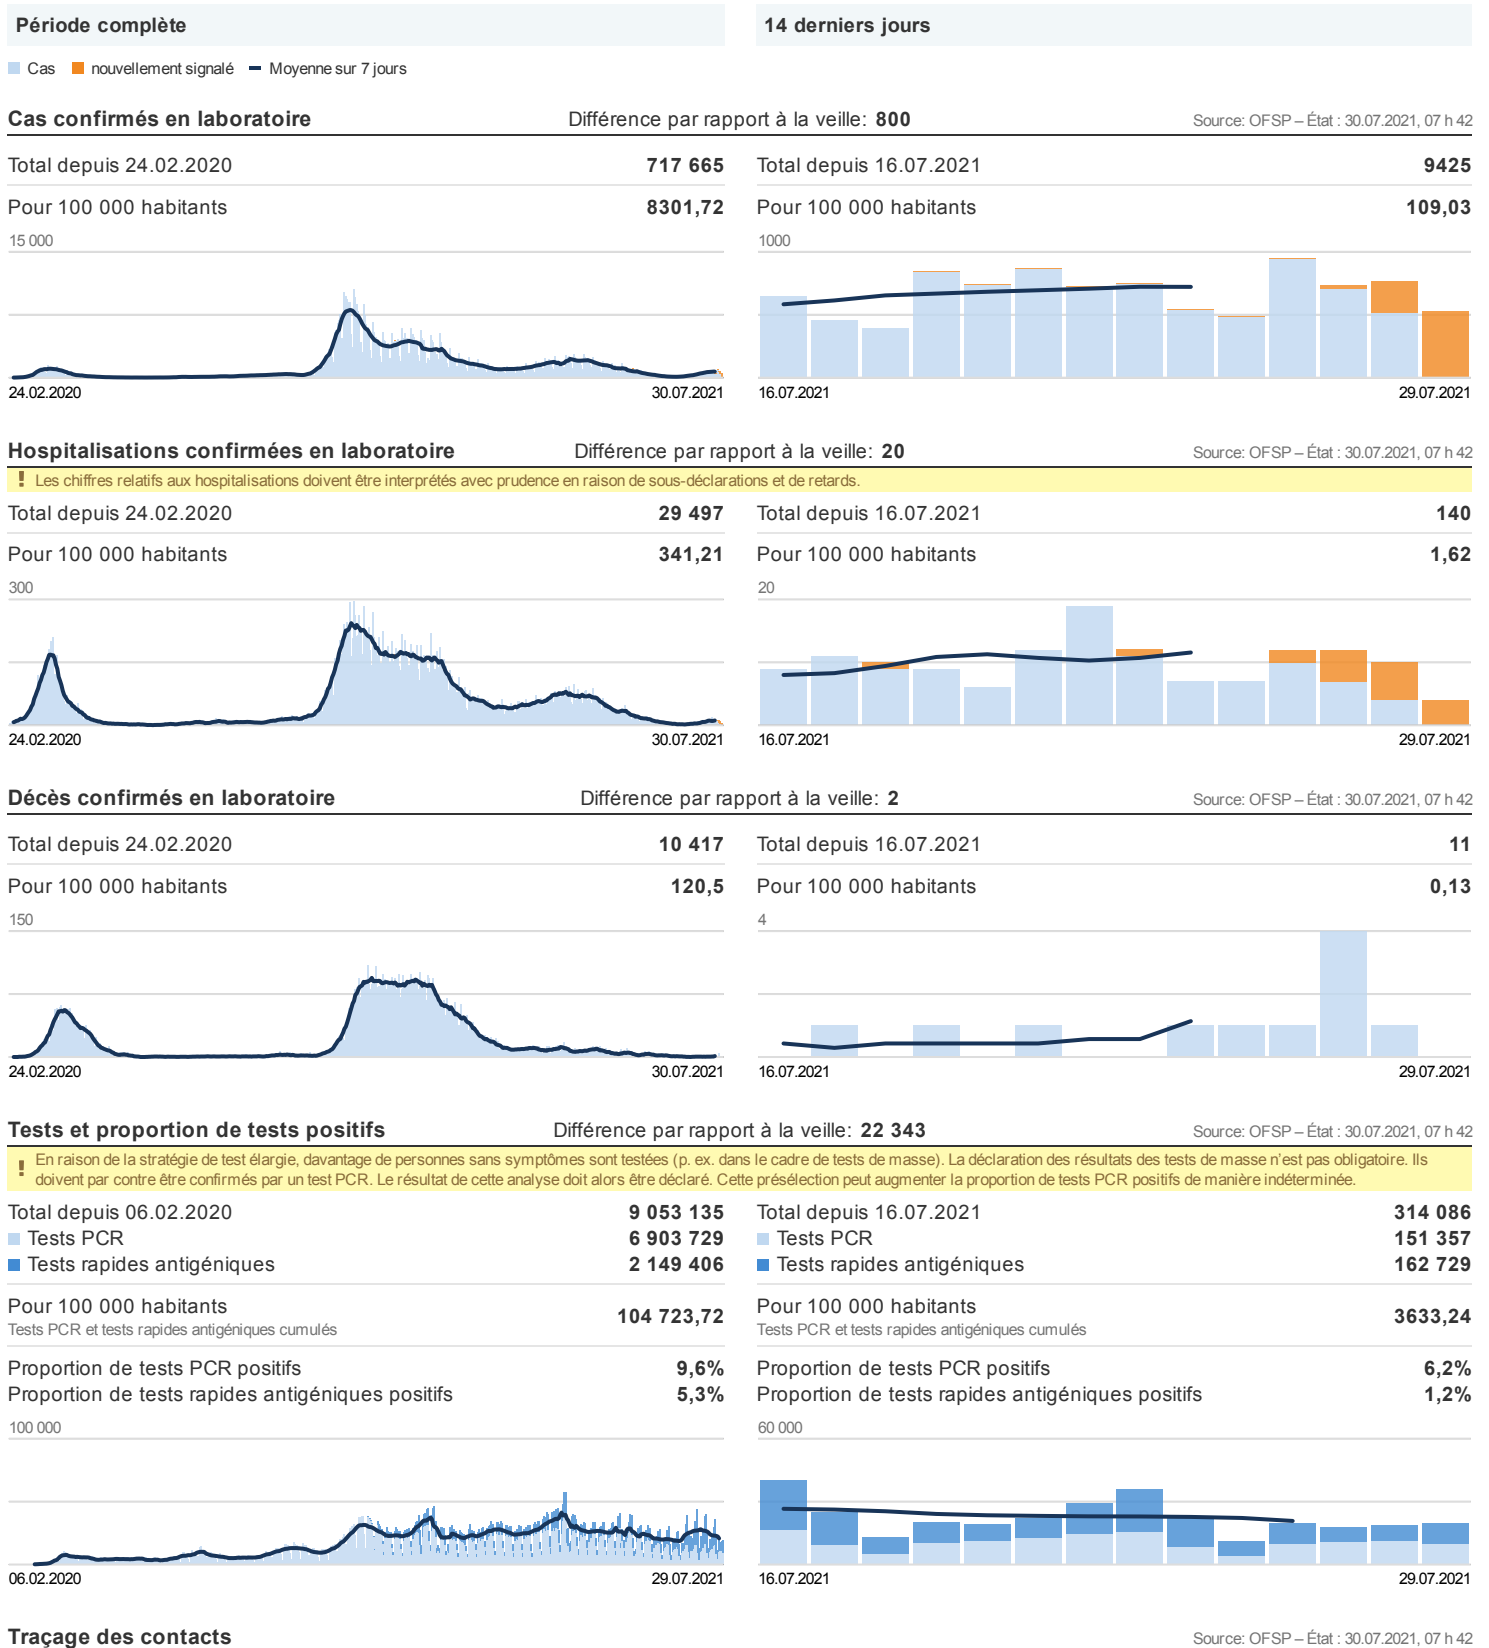 Période complète
14 derniers jours
Cas nouvellement signalé Moyenne sur 7 jours
Cas confirmés en laboratoire Différence par rapport à la veille: 800 Source: OFSP – État : 30.07.2021, 07 h 42
Total depuis 24.02.2020 717 665 Total depuis 16.07.2021 9425
Pour 100 000 habitants 8301,72 Pour 100 000 habitants 109,03
15 000 1000
24.02.2020 30.07.2021 16.07.2021 29.07.2021
Hospitalisations confirmées en laboratoire Différence par rapport à la veille: 20 Source: OFSP – État : 30.07.2021, 07 h 42
! Les chiffres relatifs aux hospitalisations doivent être interprétés avec prudence en raison de sous-déclarations et de retards.
Total depuis 24.02.2020 29 497 Total depuis 16.07.2021 140
Pour 100 000 habitants 341,21 Pour 100 000 habitants 1,62
300 20
24.02.2020 30.07.2021 16.07.2021 29.07.2021
Décès confirmés en laboratoire Différence par rapport à la veille: 2 Source: OFSP – État : 30.07.2021, 07 h 42
Total depuis 24.02.2020 10 417 Total depuis 16.07.2021 11
Pour 100 000 habitants 120,5 Pour 100 000 habitants 0,13
150 4
24.02.2020 30.07.2021 16.07.2021 29.07.2021
Tests et proportion de tests positifs Différence par rapport à la veille: 22 343 Source: OFSP – État : 30.07.2021, 07 h 42
! En raison de la stratégie de test élargie, davantage de personnes sans symptômes sont testées (p. ex. dans le cadre de tests de masse). La déclaration des résultats des tests de masse n’est pas obligatoire. Ils
doivent par contre être confirmés par un test PCR. Le résultat de cette analyse doit alors être déclaré. Cette présélection peut augmenter la proportion de tests PCR positifs de manière indéterminée.
Total depuis 06.02.2020 9 053 135 Total depuis 16.07.2021 314 086
Tests PCR 6 903 729 Tests PCR 151 357
Tests rapides antigéniques 2 149 406 Tests rapides antigéniques 162 729
Pour 100 000 habitants 104 723,72 Pour 100 000 habitants 3633,24
Tests PCR et tests rapides antigéniques cumulés Tests PCR et tests rapides antigéniques cumulés
Proportion de tests PCR positifs 9,6% Proportion de tests PCR positifs 6,2%
Proportion de tests rapides antigéniques positifs 5,3% Proportion de tests rapides antigéniques positifs 1,2%
100 000 60 000
06.02.2020 29.07.2021 16.07.2021 29.07.2021
Traçage des contacts Source: OFSP – État : 30.07.2021, 07 h 42